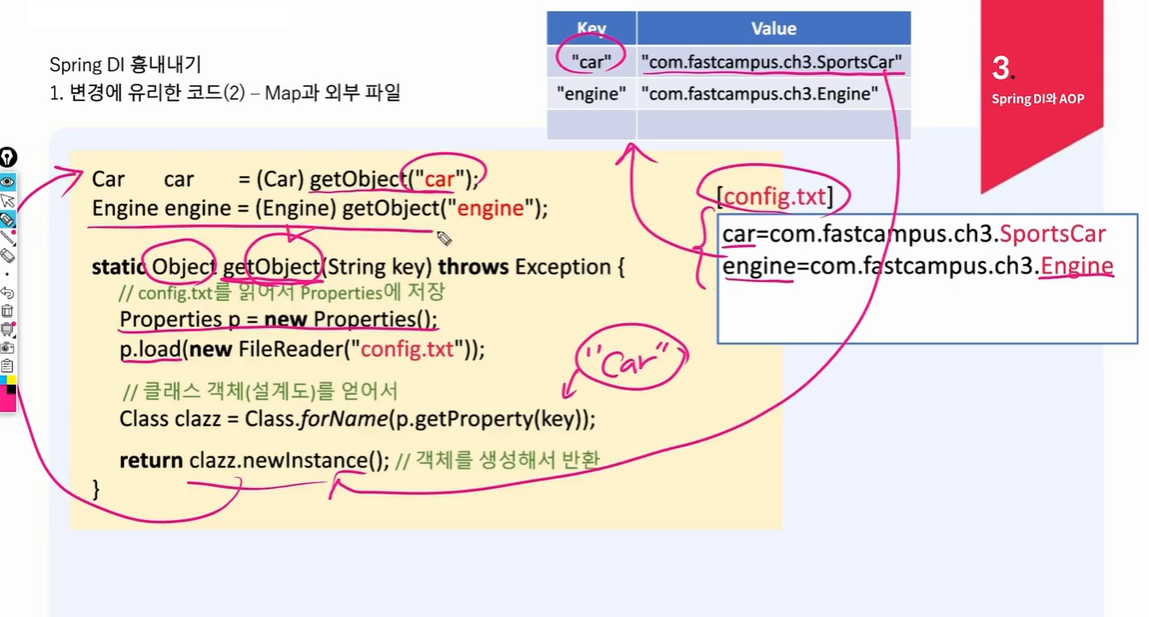 Spring DI 흉내내기
1. 변경에 유리한 코드(2) – Map과 외부 파일
Key Value
"car" "com.fastcampus.ch3.SportsCar"
"engine" "com.fastcampus.ch3.Engine"
3.
Spring DI와 AOP
Car car = (Car) getObject("car");
Engine engine = (Engine) getObject("engine");
static Object getObject(String key) throws Exception {
// config.txt를 읽어서 Properties에 저장
Properties p = new Properties();
p.load(new FileReader("config.txt"));
"Car"
// 클래스 객체(설계도)를 얻어서
Class clazz = Class.forName(p.getProperty(key));
return clazz.newInstance(); // 객체를 생성해서 반환
}
[config.txt]
car=com.fastcampus.ch3.SportsCar
engine=com.fastcampus.ch3.Engine